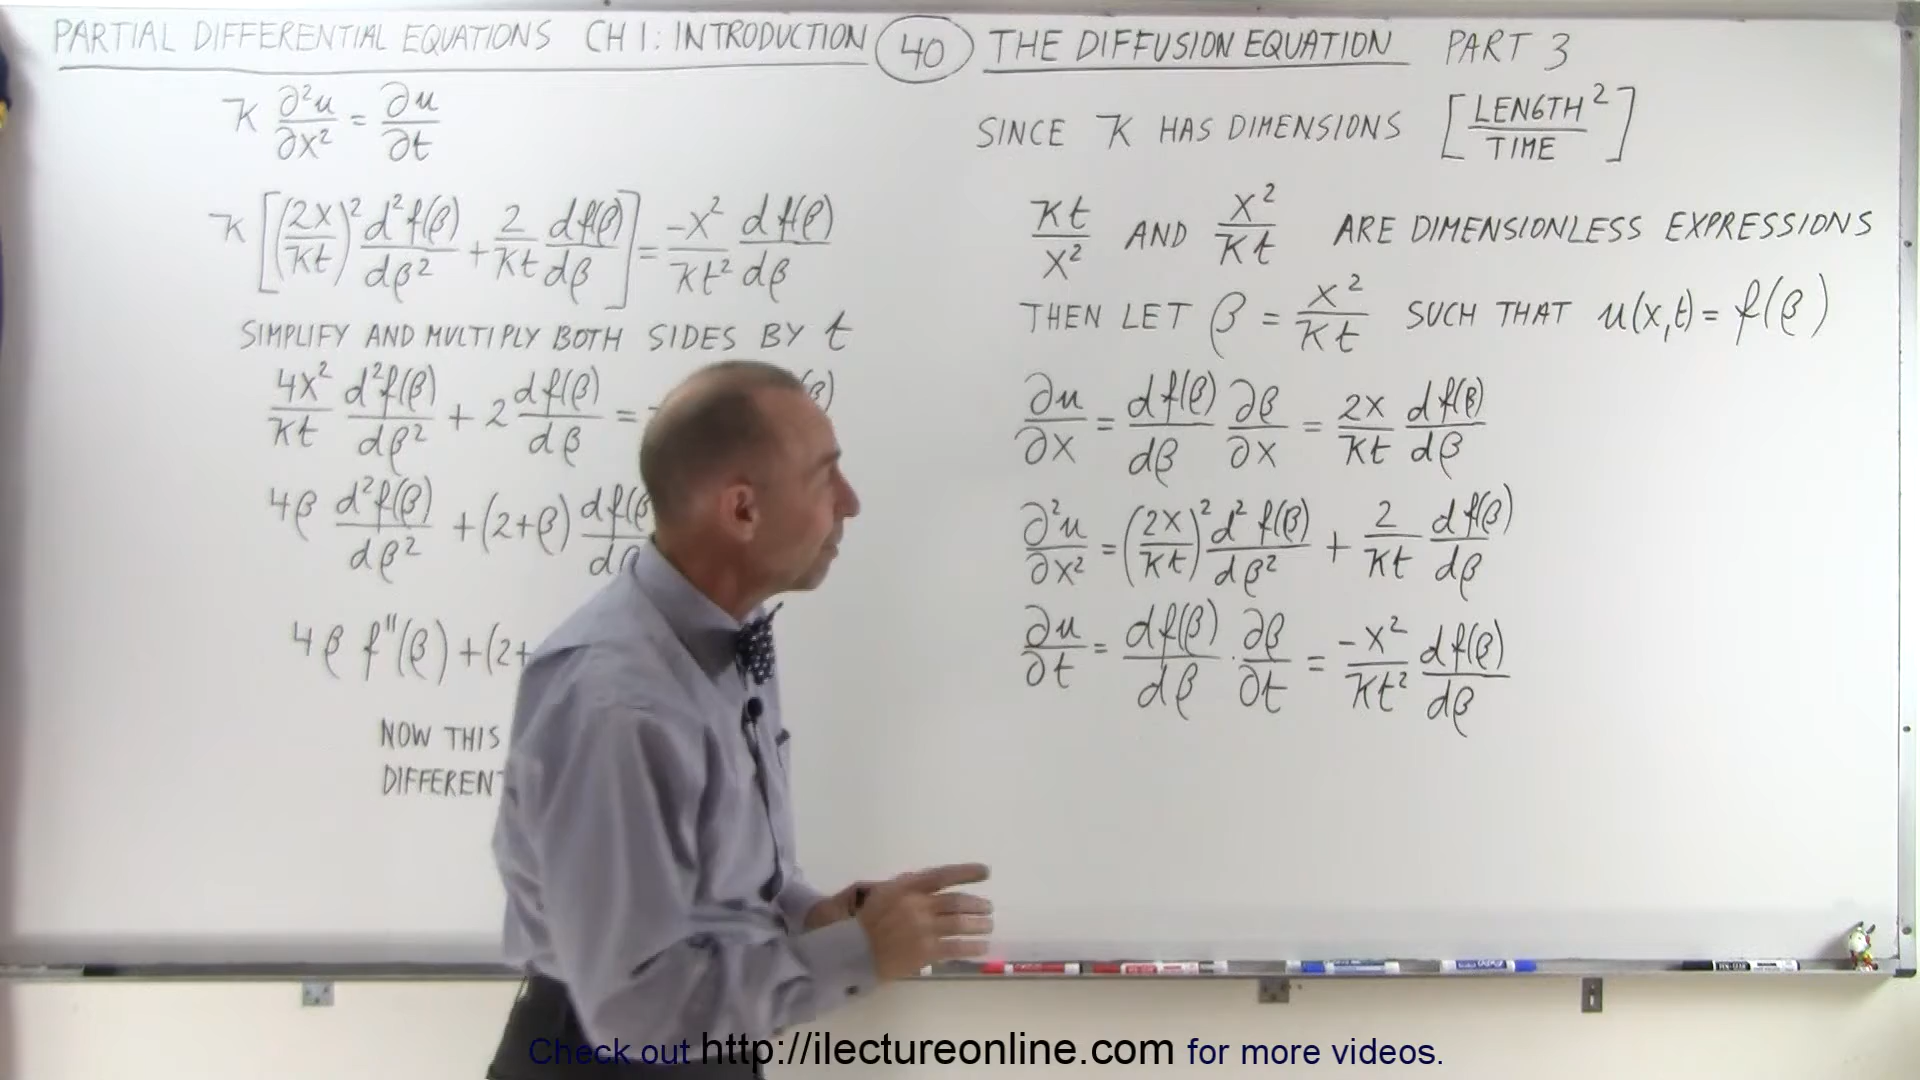 PARTIAL DIFFERENTIAL EQUATIONS CH 1: INTRODUCTION 40 THE DIFFUSION EQUATION PART 3
κ ∂²u/∂x² = ∂u/∂t
κ [(2x/κt)² d²f(β)/dβ² + 2/κt df(β)/dβ] = -x²/κt² df(β)/dβ
SIMPLIFY AND MULTIPLY BOTH SIDES BY t
4x²/κt d²f(β)/dβ² + 2 df(β)/dβ =
4β d²f(β)/dβ² + (2+β) df(β
4β f''(β) + (2+
NOW THIS
DIFFERENT
SINCE κ HAS DIMENSIONS [LENGTH²/TIME]
κt/x² AND x²/κt ARE DIMENSIONLESS EXPRESSIONS
THEN LET β = x²/κt SUCH THAT u(x,t) = f(β)
∂u/∂x = df(β)/dβ ∂β/∂x = 2x/κt df(β)/dβ
∂²u/∂x² = (2x/κt)² d²f(β)/dβ² + 2/κt df(β)/dβ
∂u/∂t = df(β)/dβ · ∂β/∂t = -x²/κt² df(β)/dβ
Check out http://ilectureonline.com for more videos.